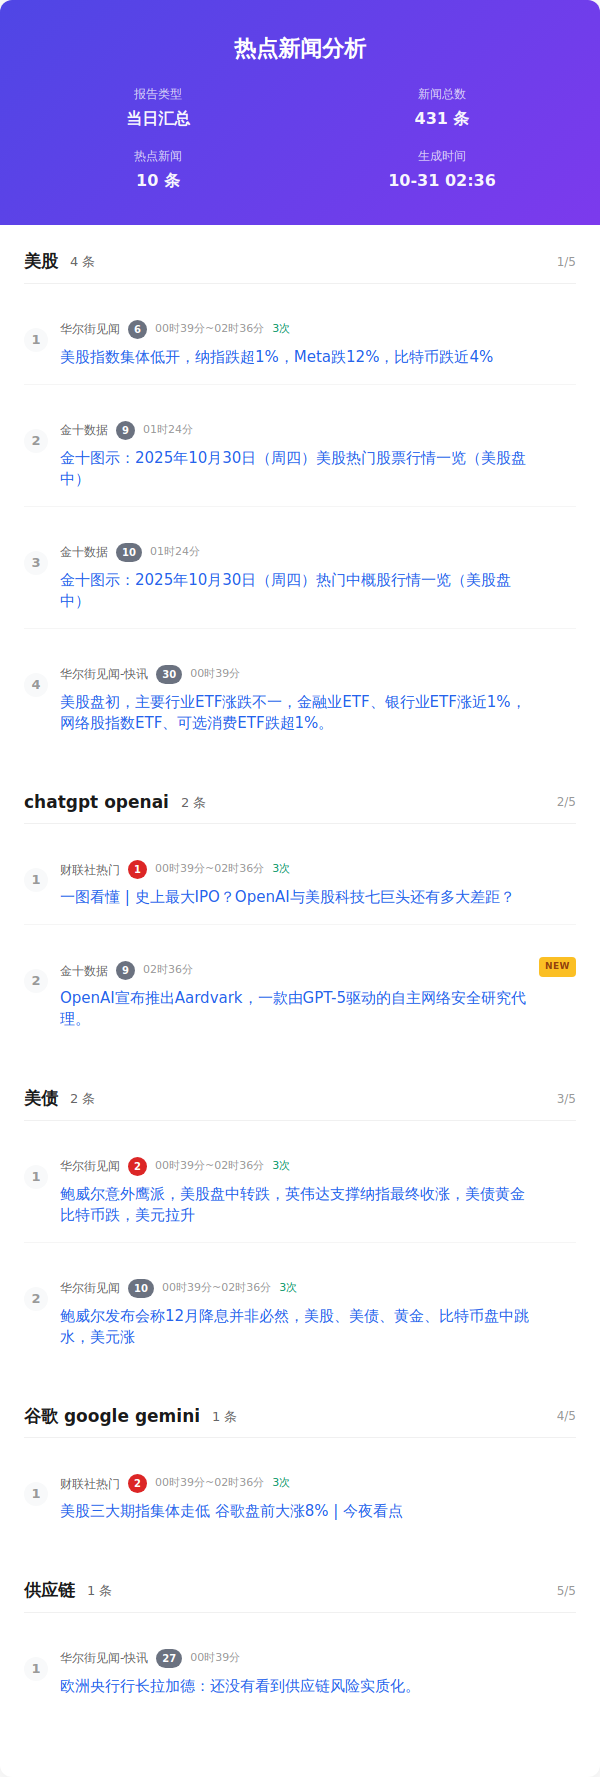 热点新闻分析
报告类型
当日汇总
新闻总数
431 条
热点新闻
10 条
生成时间
10-31 02:36
美股 4 条 1/5
1
华尔街见闻 6 00时39分~02时36分 3次
美股指数集体低开，纳指跌超1%，Meta跌12%，比特币跌近4%
2
金十数据 9 01时24分
金十图示：2025年10月30日（周四）美股热门股票行情一览（美股盘
中）
3
金十数据 10 01时24分
金十图示：2025年10月30日（周四）热门中概股行情一览（美股盘
中）
4
华尔街见闻-快讯 30 00时39分
美股盘初，主要行业ETF涨跌不一，金融业ETF、银行业ETF涨近1%，
网络股指数ETF、可选消费ETF跌超1%。
chatgpt openai 2 条 2/5
1
财联社热门 1 00时39分~02时36分 3次
一图看懂 | 史上最大IPO？OpenAI与美股科技七巨头还有多大差距？
2
金十数据 9 02时36分 NEW
OpenAI宣布推出Aardvark，一款由GPT-5驱动的自主网络安全研究代
理。
美债 2 条 3/5
1
华尔街见闻 2 00时39分~02时36分 3次
鲍威尔意外鹰派，美股盘中转跌，英伟达支撑纳指最终收涨，美债黄金
比特币跌，美元拉升
2
华尔街见闻 10 00时39分~02时36分 3次
鲍威尔发布会称12月降息并非必然，美股、美债、黄金、比特币盘中跳
水，美元涨
谷歌 google gemini 1 条 4/5
1
财联社热门 2 00时39分~02时36分 3次
美股三大期指集体走低 谷歌盘前大涨8% | 今夜看点
供应链 1 条 5/5
1
华尔街见闻-快讯 27 00时39分
欧洲央行行长拉加德：还没有看到供应链风险实质化。